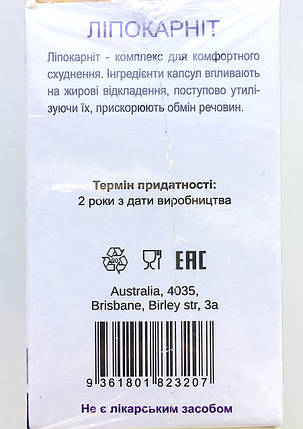 ЛІПОКАРНІТ
Ліпокарніт - комплекс для комфортного
схуднення. Інгредієнти капсул впливають
на жирові відкладення, поступово утилі-
зуючи їх, прискорюють обмін речовин.
Термін придатності:
2 роки з дати виробництва
EAC
Australia, 4035,
Brisbane, Birley str, 3a
9 361801 823207
Не є лікарським засобом